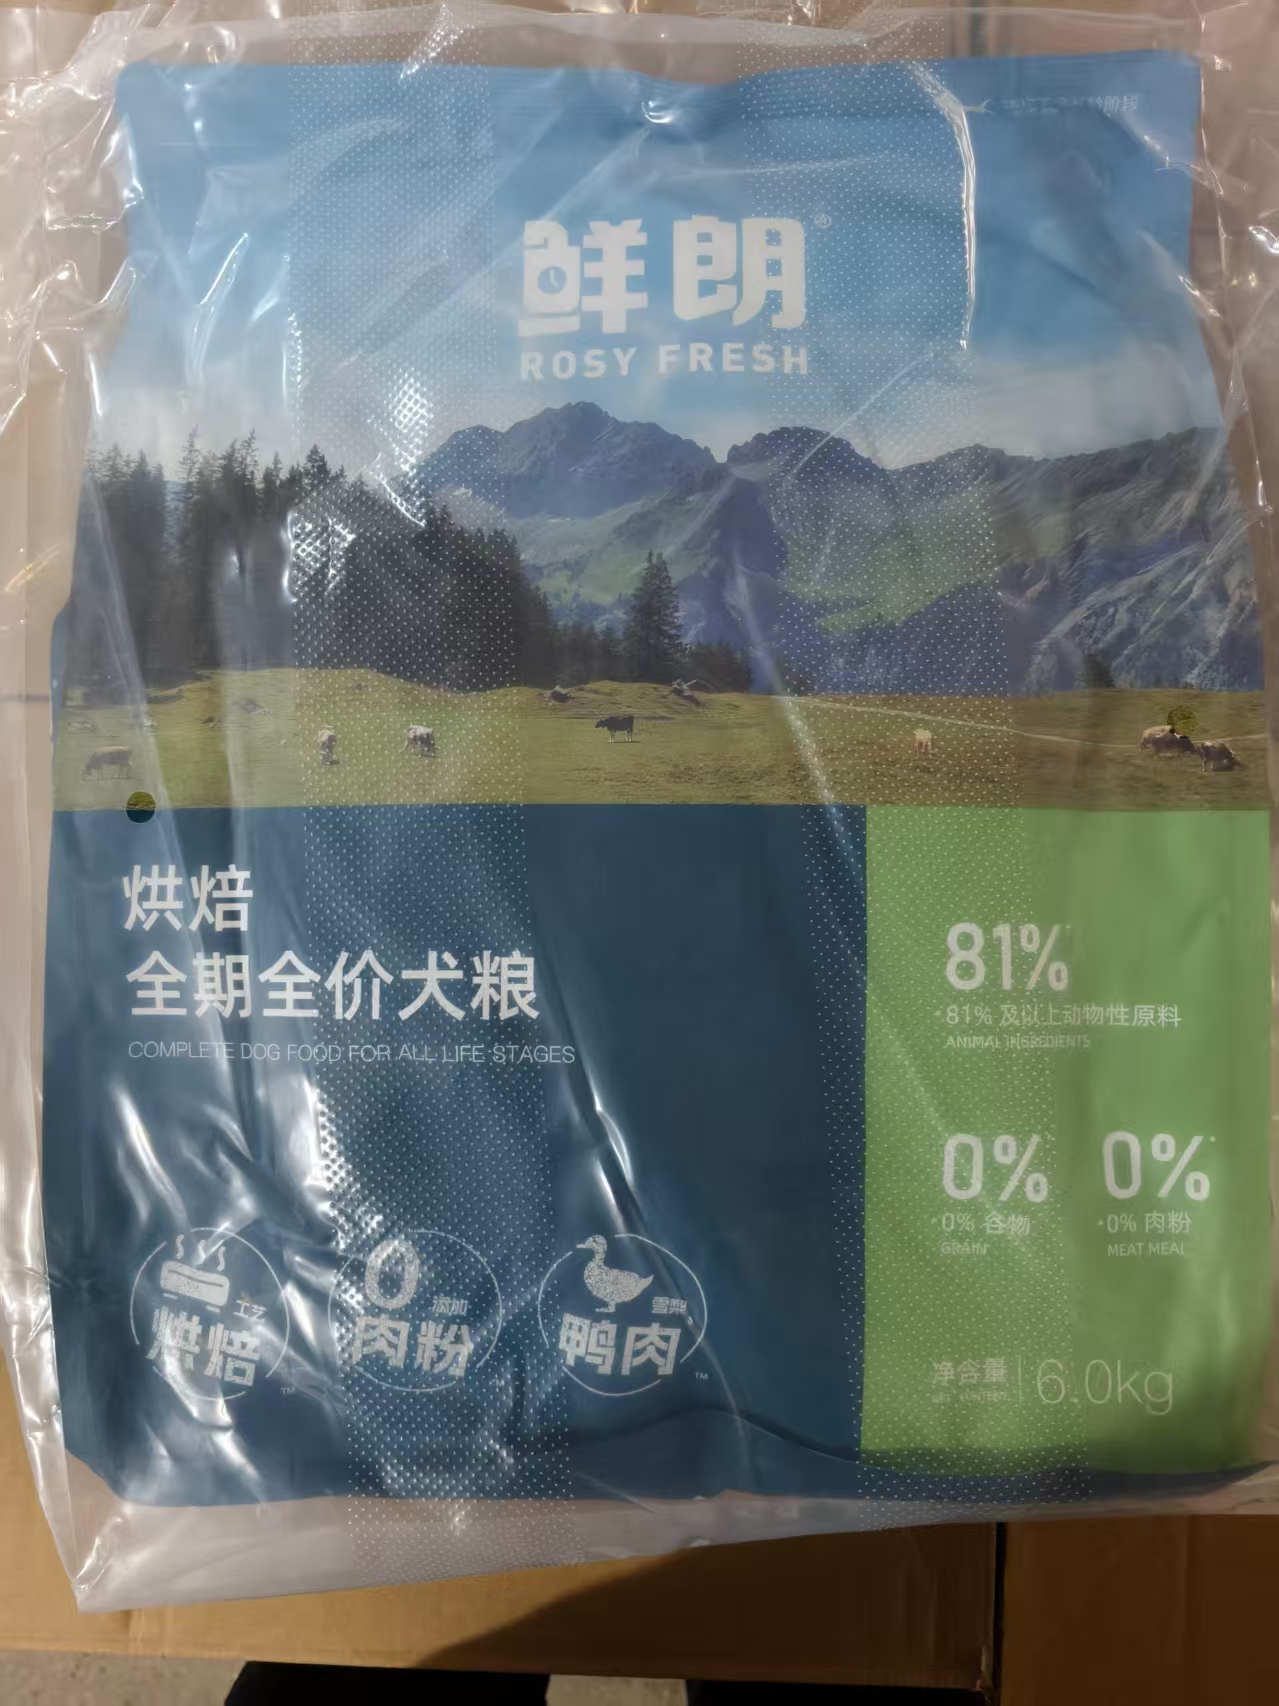 鲜朗®
ROSY FRESH
烘焙
全期全价犬粮
COMPLETE DOG FOOD FOR ALL LIFE STAGES
工艺
烘焙
TM
0
添加
肉粉
雪梨
鸭肉
TM
81%
·81% 及以上动物性原料
ANIMAL INGREDIENTS
0%
·0% 谷物
GRAIN
0%
·0% 肉粉
MEAT MEAL
净含量
6.0kg